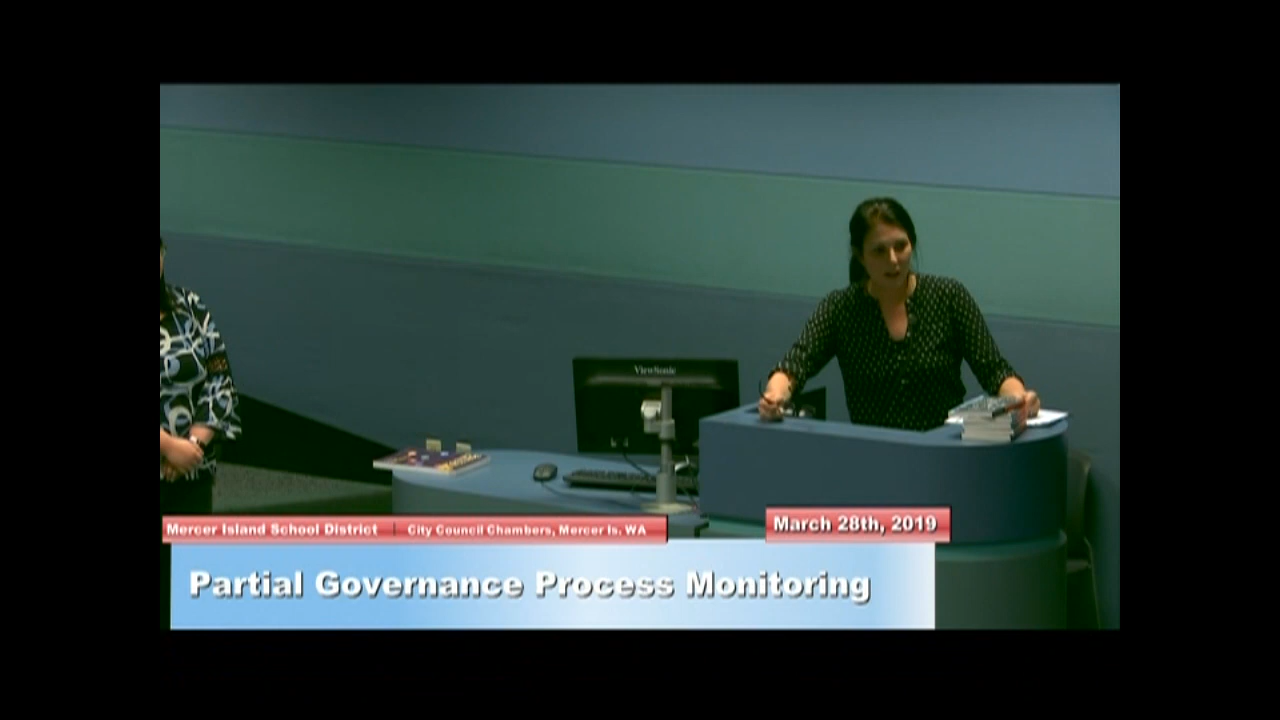 ViewSonic
Mercer Island School District | City Council Chambers, Mercer Is. WA
March 28th, 2019
Partial Governance Process Monitoring